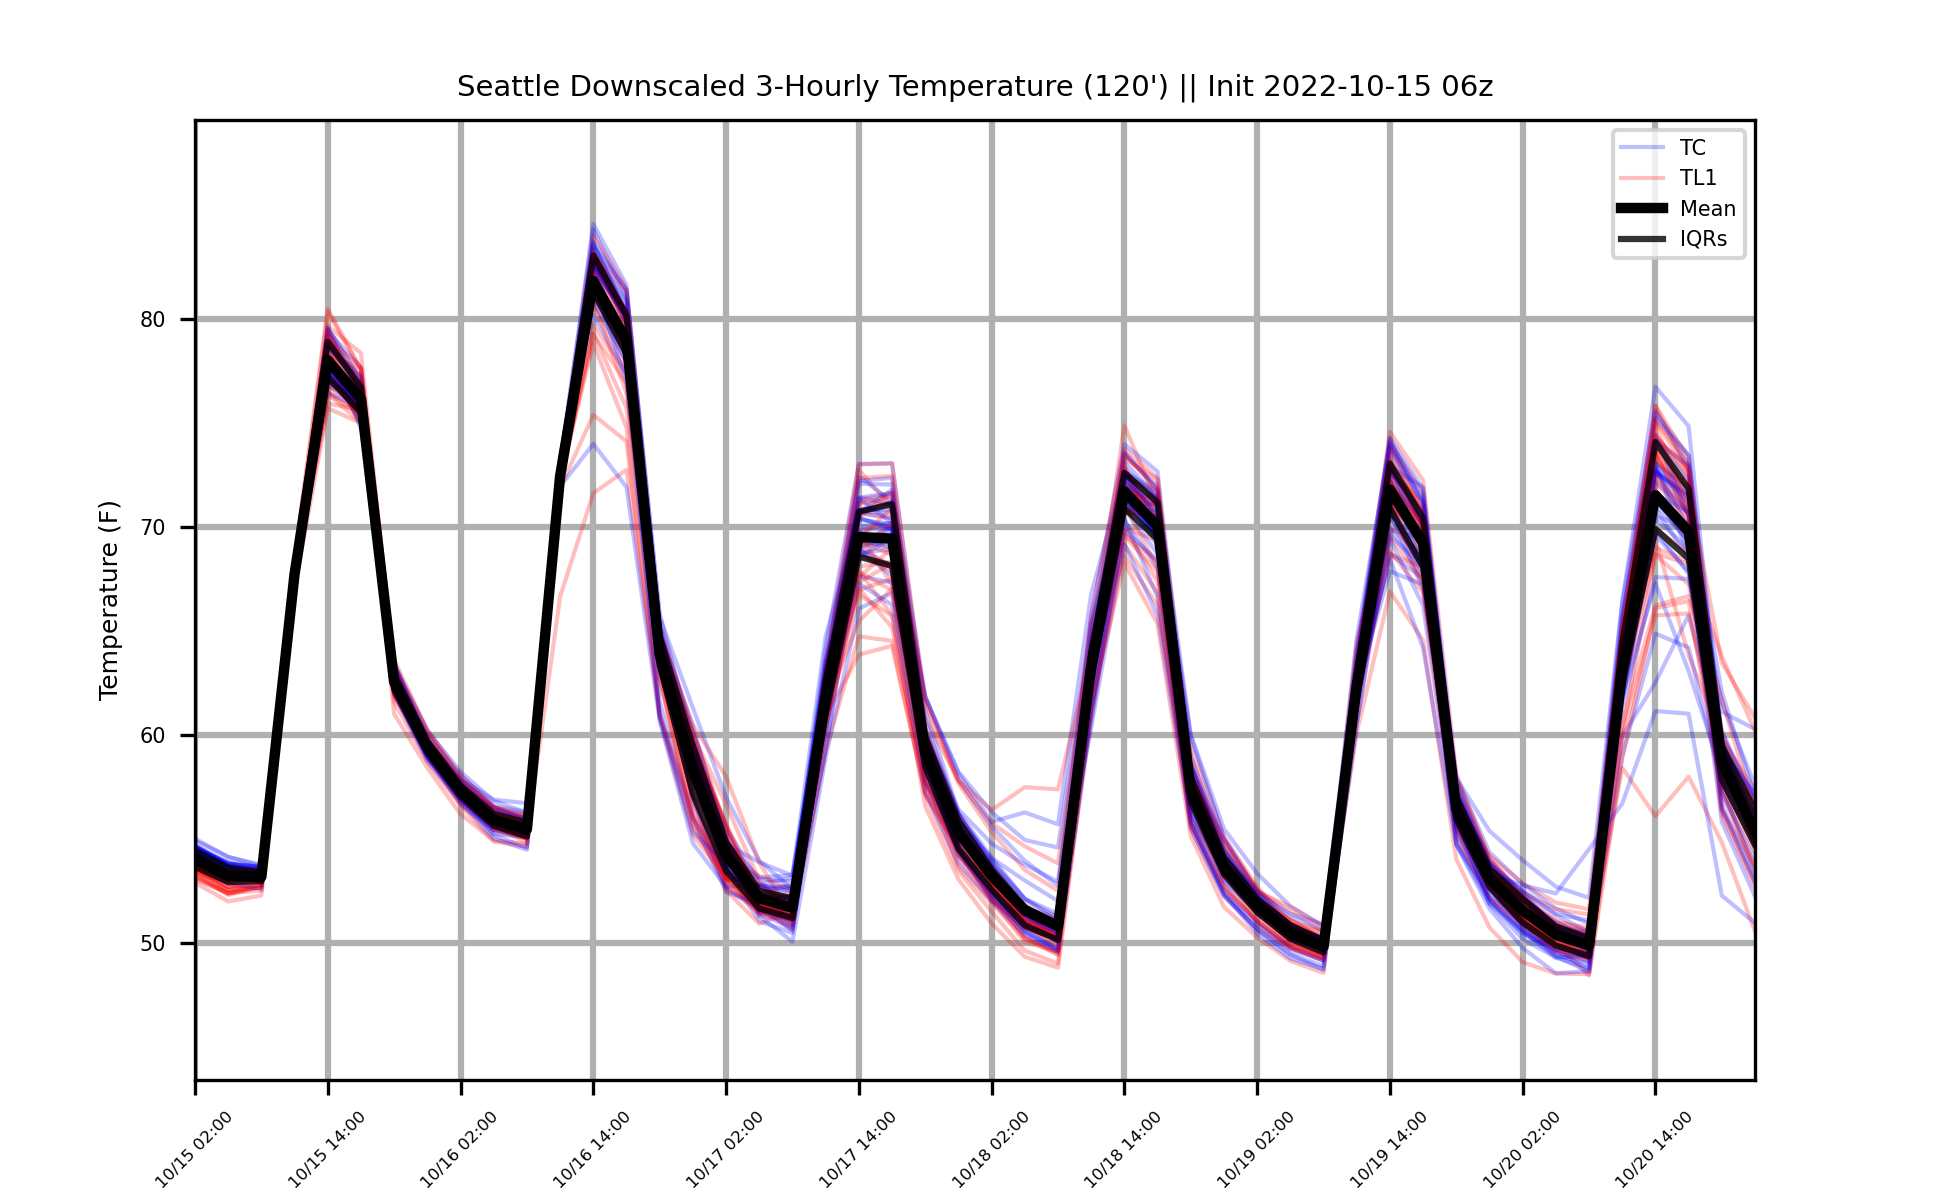 Seattle Downscaled 3-Hourly Temperature (120') || Init 2022-10-15 06z
TC
TL1
Mean
IQRs
Temperature (F)
80
70
60
50
10/15 02:00
10/15 14:00
10/16 02:00
10/16 14:00
10/17 02:00
10/17 14:00
10/18 02:00
10/18 14:00
10/19 02:00
10/19 14:00
10/20 02:00
10/20 14:00